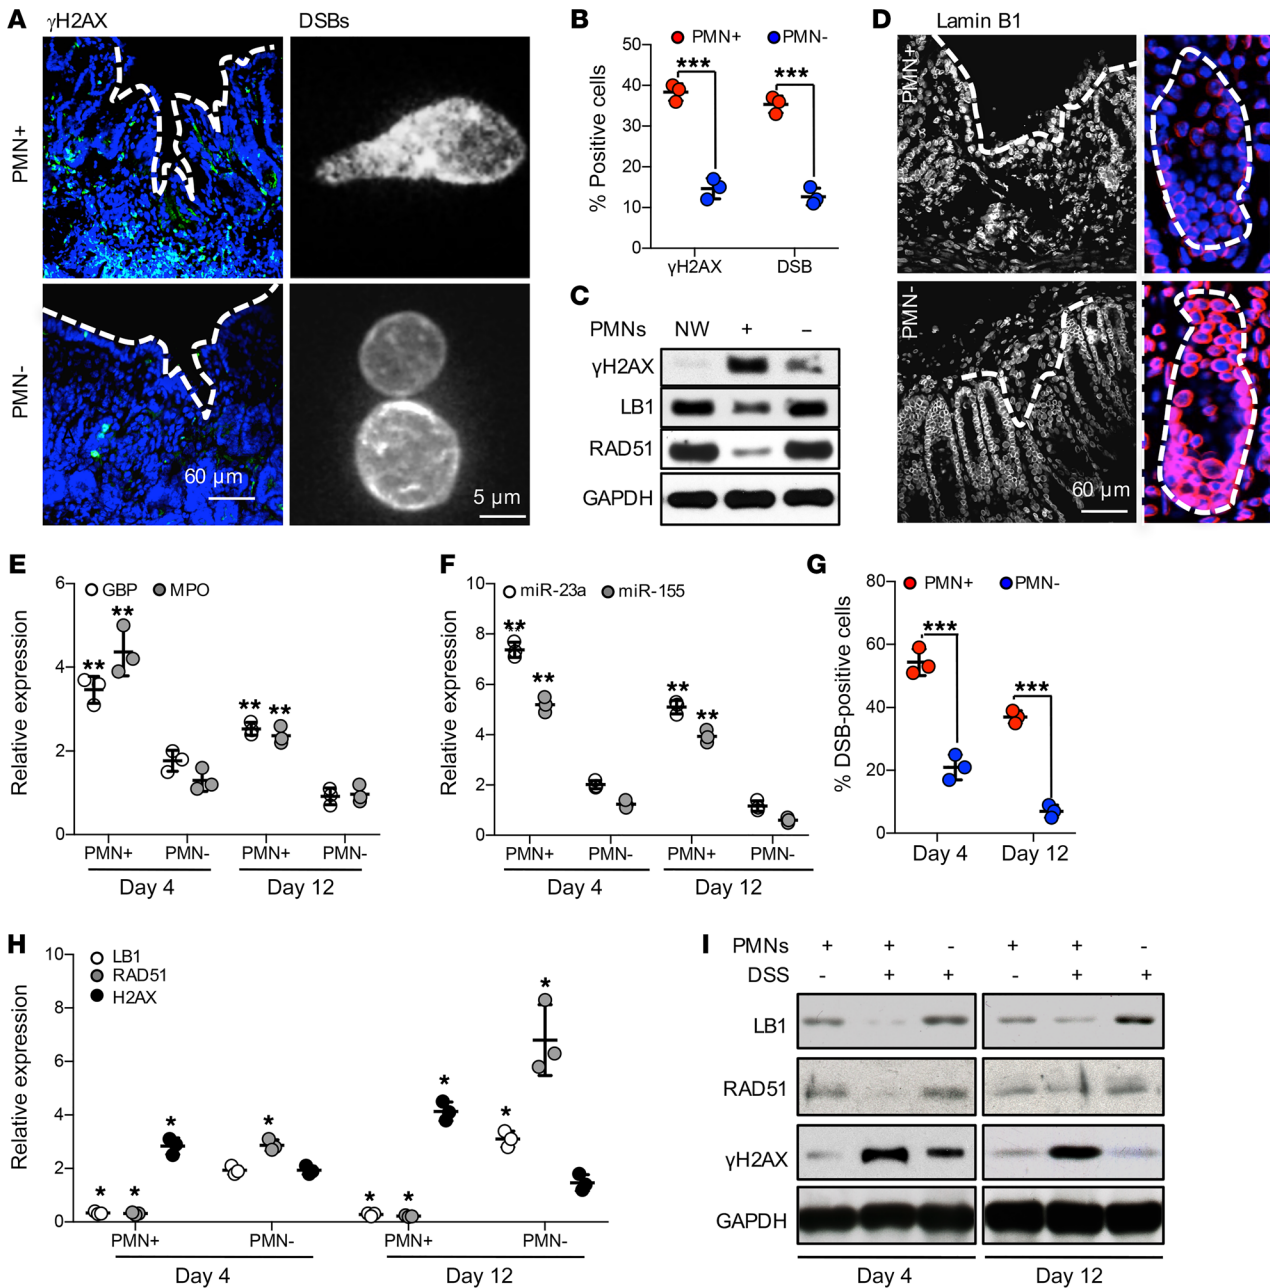 A
γH2AX
DSBs
PMN+
PMN-
60 μm
5 μm
B
PMN+ PMN-
% Positive cells
50
40
30
20
10
0
*** ***
γH2AX DSB
C
PMNs NW + –
γH2AX
LB1
RAD51
GAPDH
D
Lamin B1
PMN+
PMN-
60 μm
E
GBP MPO
Relative expression
6
4
2
0
** ** ** **
PMN+ PMN- PMN+ PMN-
Day 4 Day 12
F
miR-23a miR-155
Relative expression
10
8
6
4
2
0
** ** ** **
PMN+ PMN- PMN+ PMN-
Day 4 Day 12
G
PMN+ PMN-
% DSB-positive cells
80
60
40
20
0
*** ***
Day 4 Day 12
H
LB1
RAD51
H2AX
Relative expression
10
8
6
4
2
0
* * * * * * * * *
PMN+ PMN- PMN+ PMN-
Day 4 Day 12
I
PMNs + + - + + -
DSS - + + - + +
LB1
RAD51
γH2AX
GAPDH
Day 4 Day 12